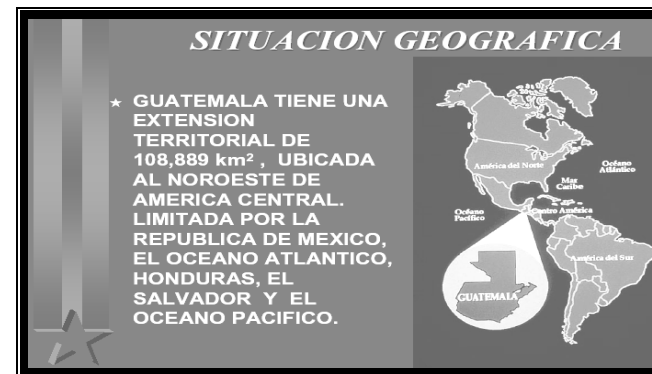 SITUACION GEOGRAFICA
★ GUATEMALA TIENE UNA
EXTENSION
TERRITORIAL DE
108,889 km² , UBICADA
AL NOROESTE DE
AMERICA CENTRAL.
LIMITADA POR LA
REPUBLICA DE MEXICO,
EL OCEANO ATLANTICO,
HONDURAS, EL
SALVADOR Y EL
OCEANO PACIFICO.
América del Norte
Océano
Atlántico
Mar
Caribe
Océano
Pacífico
Centro América
América del Sur
GUATEMALA